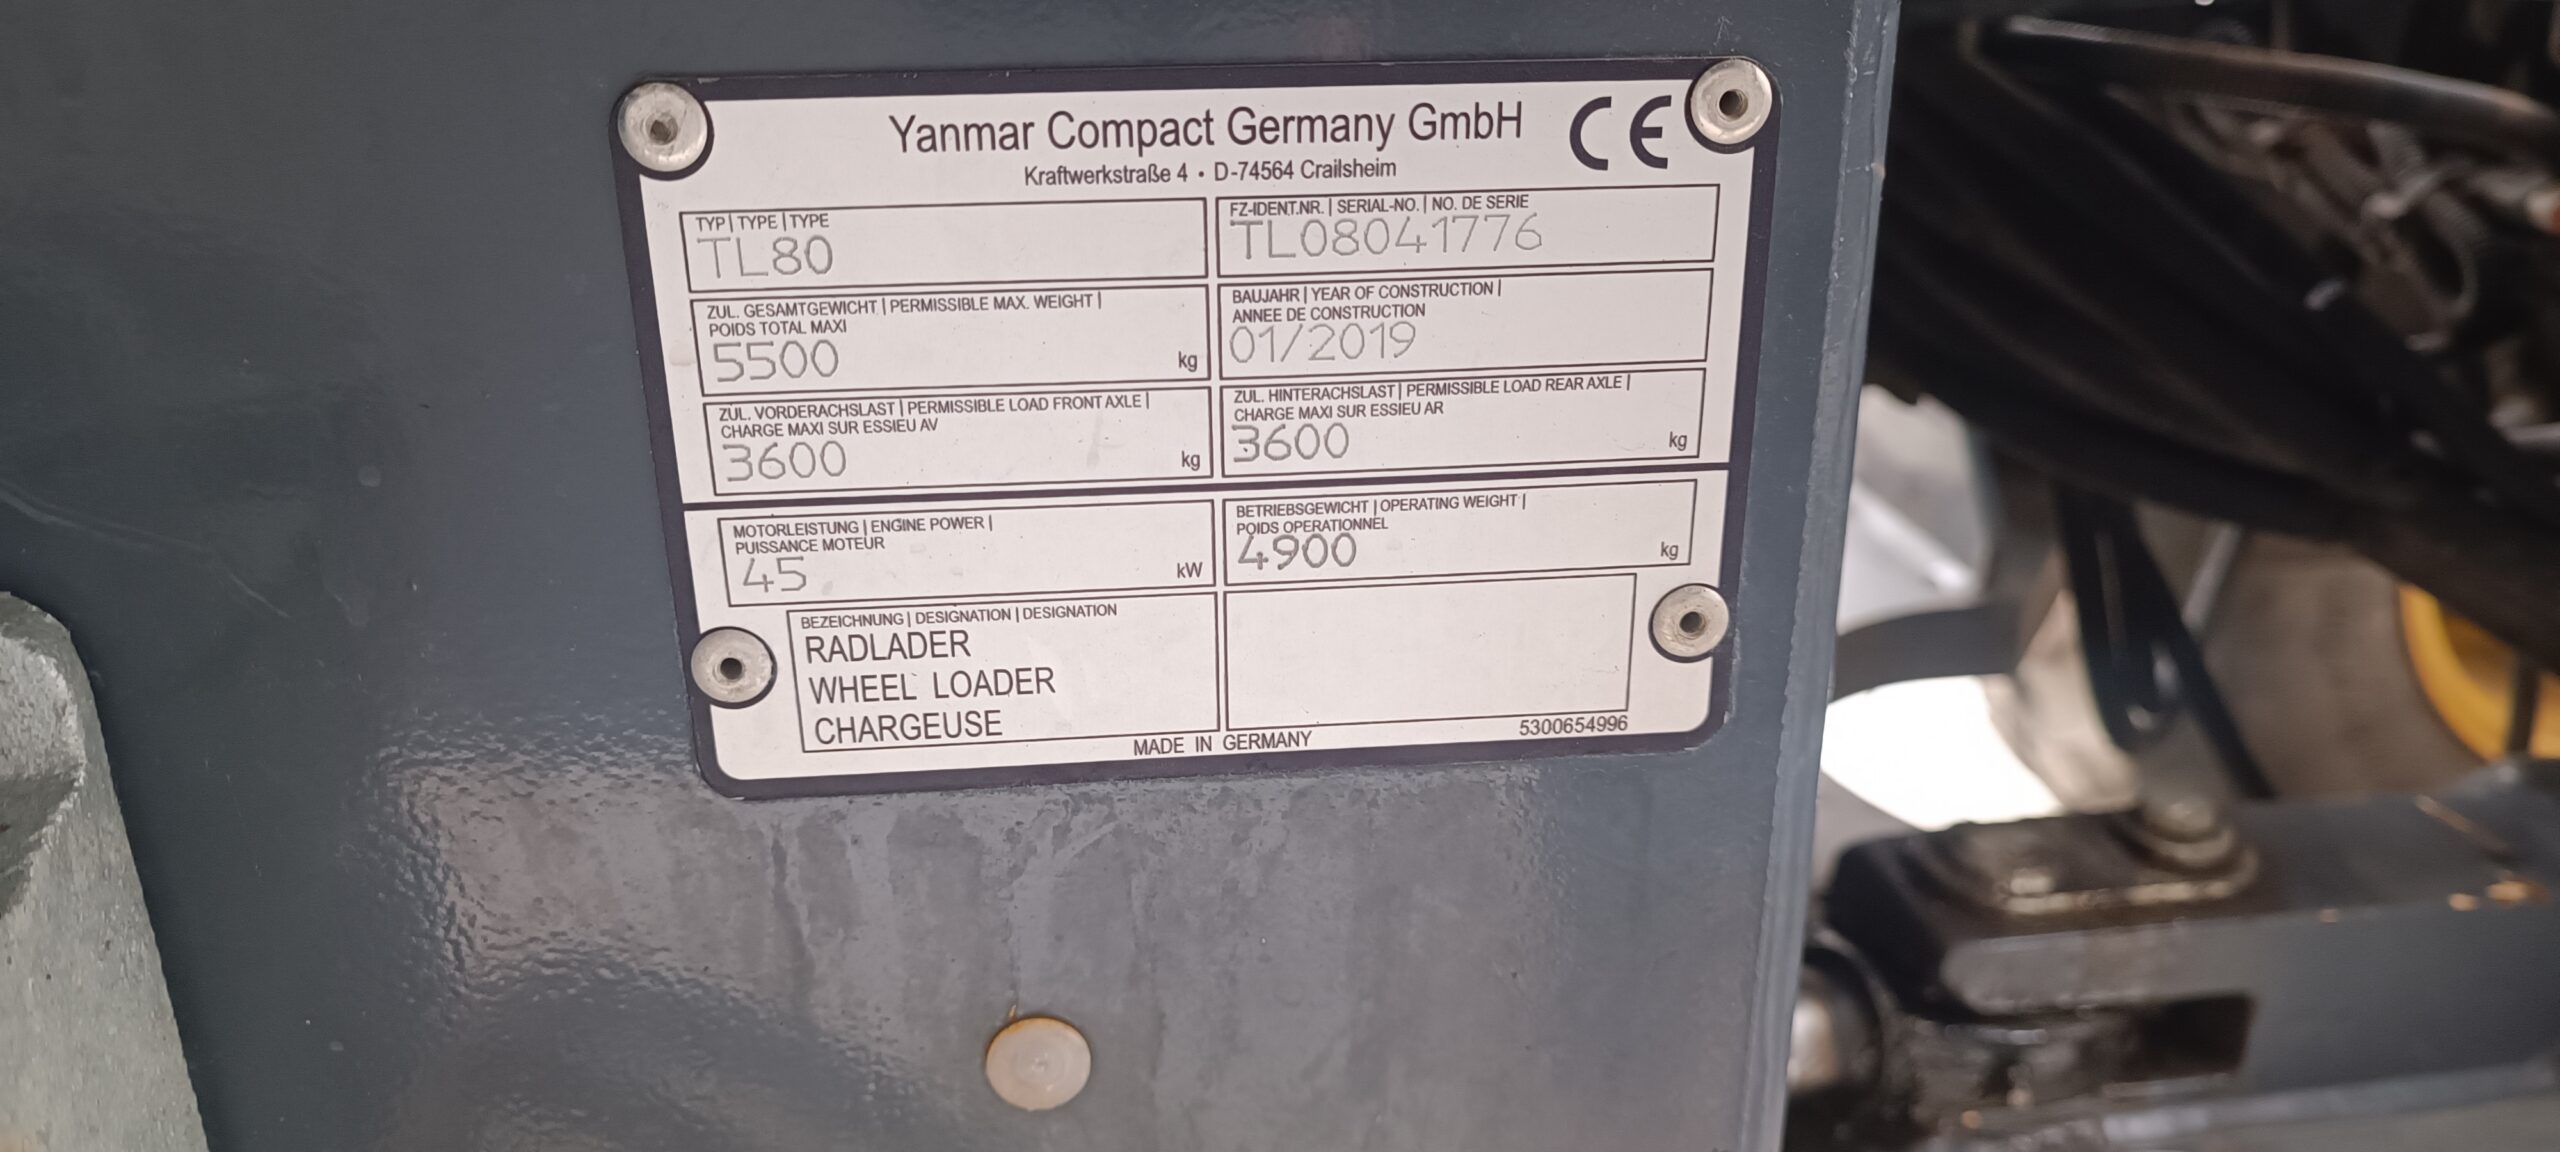 Yanmar Compact Germany GmbH CE
Kraftwerkstraße 4 • D-74564 Crailsheim
TYP | TYPE | TYPE
TL80
FZ-IDENT.NR. | SERIAL-NO. | NO. DE SERIE
TL08041776
ZUL. GESAMTGEWICHT | PERMISSIBLE MAX. WEIGHT |
POIDS TOTAL MAXI
5500 kg
BAUJAHR | YEAR OF CONSTRUCTION |
ANNEE DE CONSTRUCTION
01/2019
ZUL. VORDERACHSLAST | PERMISSIBLE LOAD FRONT AXLE |
CHARGE MAXI SUR ESSIEU AV
3600 kg
ZUL. HINTERACHSLAST | PERMISSIBLE LOAD REAR AXLE |
CHARGE MAXI SUR ESSIEU AR
3600 kg
MOTORLEISTUNG | ENGINE POWER |
PUISSANCE MOTEUR
45 kW
BETRIEBSGEWICHT | OPERATING WEIGHT |
POIDS OPERATIONNEL
4900 kg
BEZEICHNUNG | DESIGNATION | DESIGNATION
RADLADER
WHEEL LOADER
CHARGEUSE
MADE IN GERMANY
5300654996